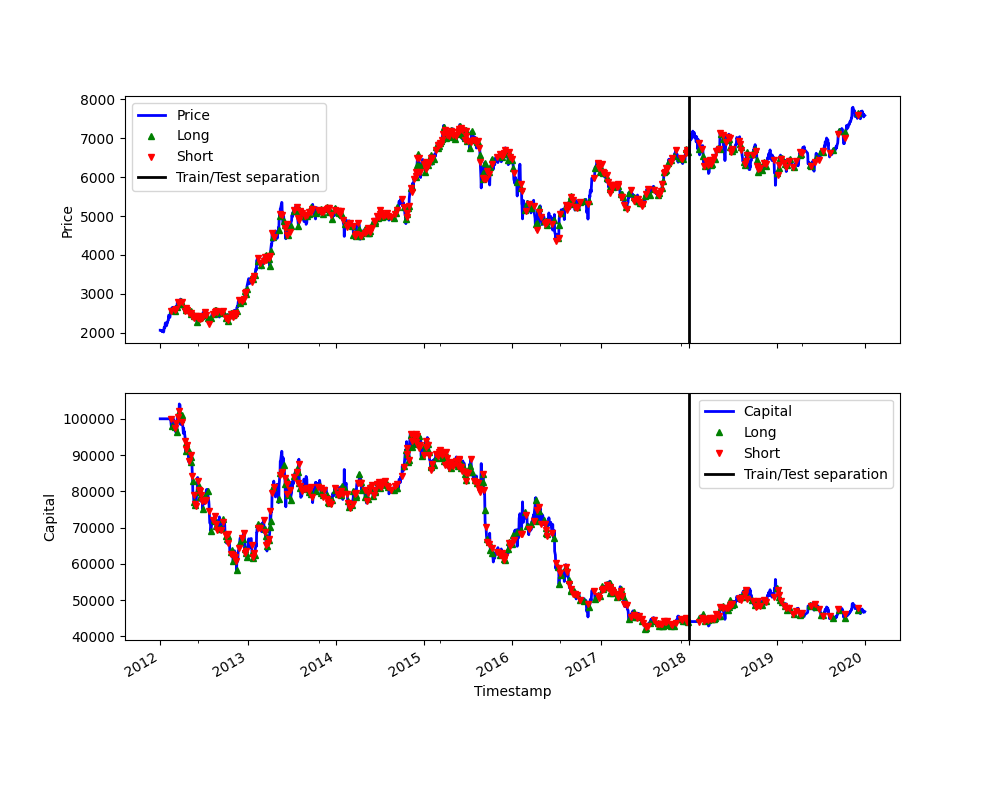 8000
7000
6000
5000
4000
3000
2000
Price
Price
Long
Short
Train/Test separation
100000
90000
80000
70000
60000
50000
40000
Capital
Capital
Long
Short
Train/Test separation
2012 2013 2014 2015 2016 2017 2018 2019 2020
Timestamp